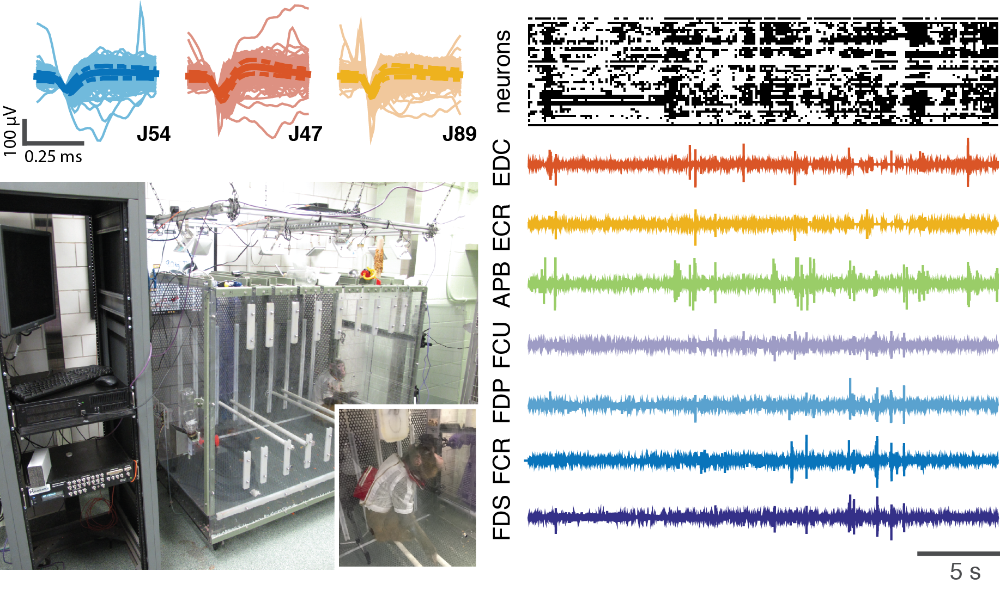 J54
J47
J89
100 µV
0.25 ms
neurons
EDC
ECR
APB
FCU
FDP
FCR
FDS
5 s